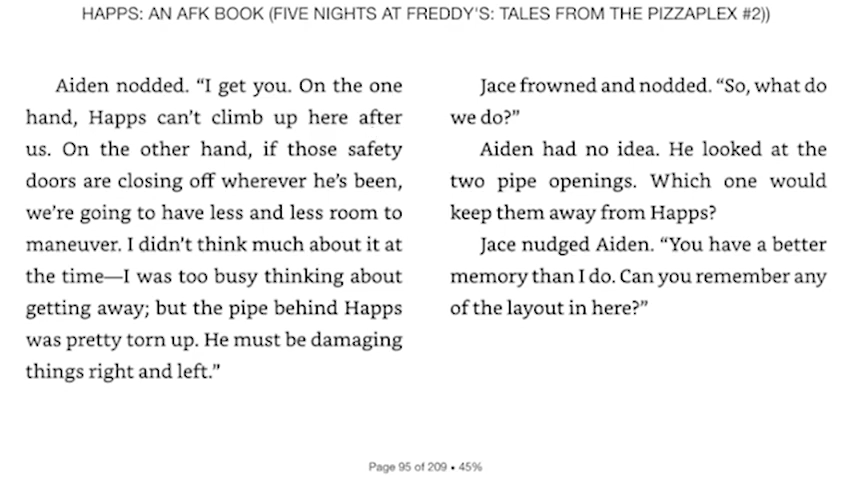 HAPPS: AN AFK BOOK (FIVE NIGHTS AT FREDDY'S: TALES FROM THE PIZZAPLEX #2))
Aiden nodded. “I get you. On the one
hand, Happs can’t climb up here after
us. On the other hand, if those safety
doors are closing off wherever he’s been,
we’re going to have less and less room to
maneuver. I didn’t think much about it at
the time—I was too busy thinking about
getting away; but the pipe behind Happs
was pretty torn up. He must be damaging
things right and left.”
Jace frowned and nodded. “So, what do
we do?”
Aiden had no idea. He looked at the
two pipe openings. Which one would
keep them away from Happs?
Jace nudged Aiden. “You have a better
memory than I do. Can you remember any
of the layout in here?”
Page 95 of 209 • 45%